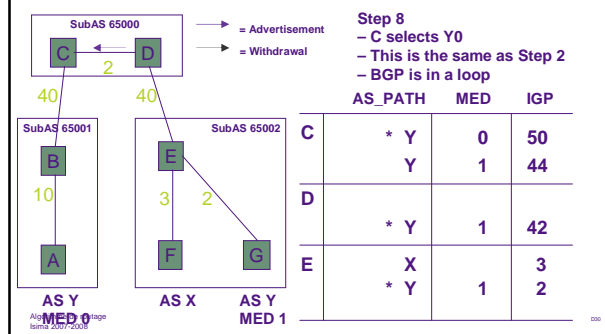 SubAS 65000
C
D
2
= Advertisement
= Withdrawal
Step 8
– C selects Y0
– This is the same as Step 2
– BGP is in a loop
40
40
SubAS 65001
SubAS 65002
B
E
10
3
2
A
F
G
AS Y
MED 0
AS X
AS Y
MED 1
AS_PATH MED IGP
C * Y 0 50
Y 1 44
D
* Y 1 42
E X 3
* Y 1 2
Isima 2007-2008